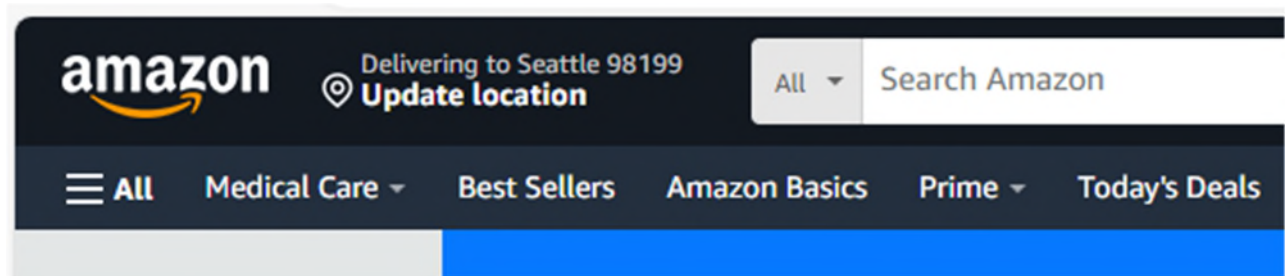 amazon
Delivering to Seattle 98199
Update location
All
Search Amazon
All
Medical Care
Best Sellers
Amazon Basics
Prime
Today's Deals